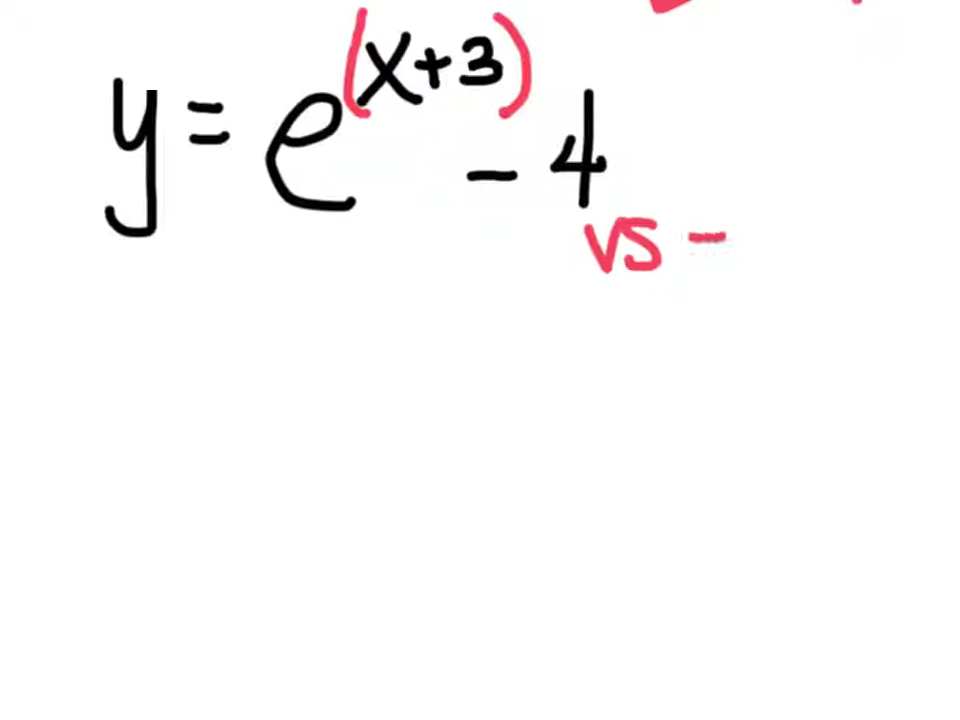 y = e^(x+3) - 4
vs -